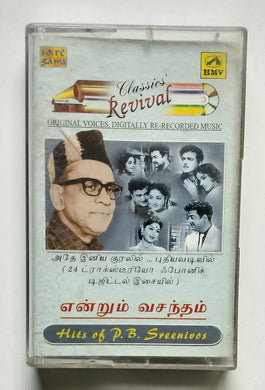 HMV
Classics'
Revival
ORIGINAL VOICES, DIGITALLY RE-RECORDED MUSIC
அதே இனிய குரலில் ... புதியவடிவில்
( 24 ட்ராக்ஸ்டீரியோ ஃபோனிக்
டிஜிட்டல் இசையில் )
என்றும் வசந்தம்
Hits of P.B. Sreenivos